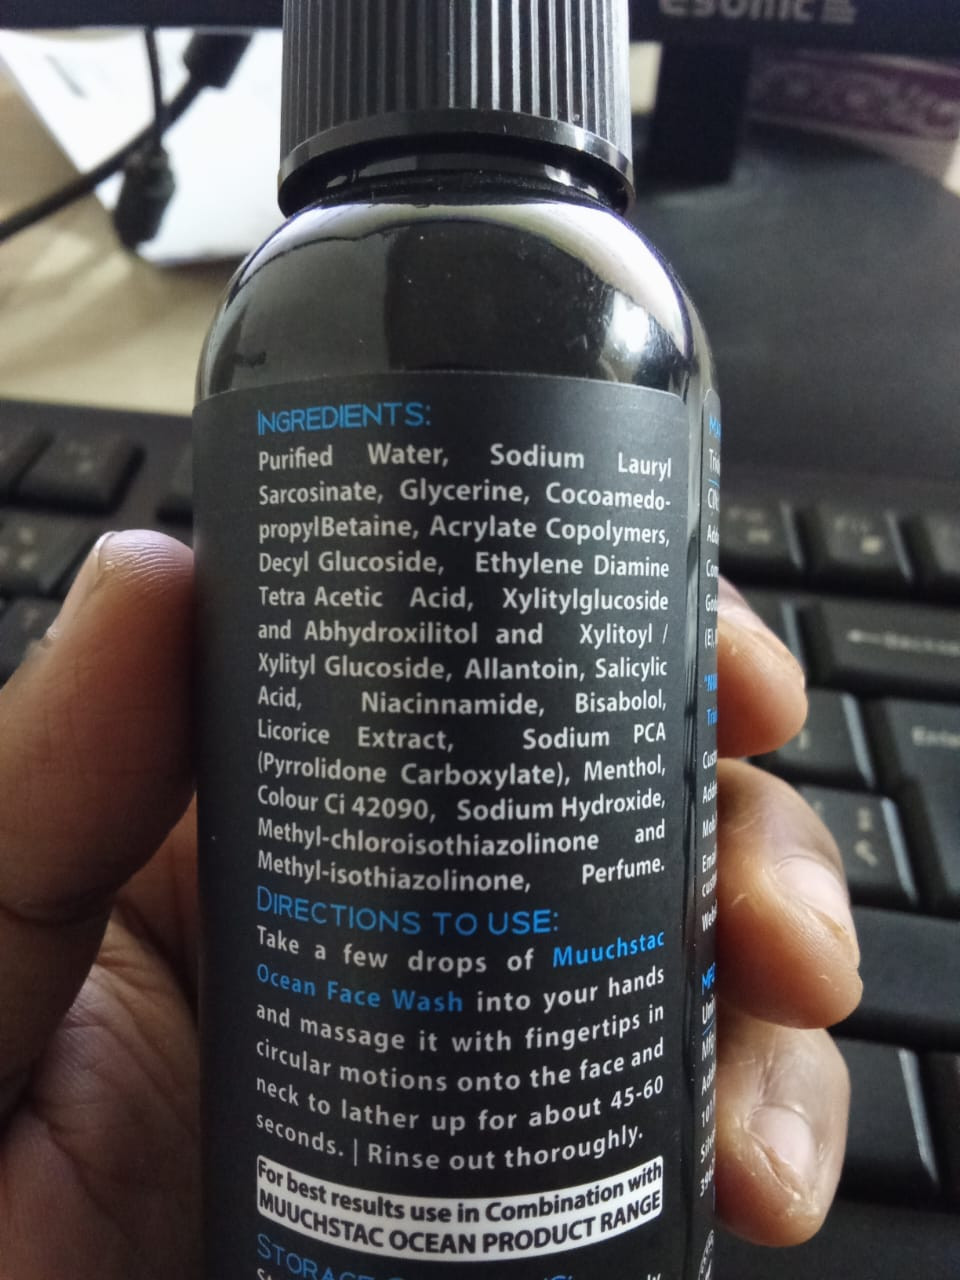 INGREDIENTS:
Purified Water, Sodium Lauryl
Sarcosinate, Glycerine, Cocoamedo-
propylBetaine, Acrylate Copolymers,
Decyl Glucoside, Ethylene Diamine
Tetra Acetic Acid, Xylitylglucoside
and Abhydroxilitol and Xylitoyl /
Xylityl Glucoside, Allantoin, Salicylic
Acid, Niacinnamide, Bisabolol,
Licorice Extract, Sodium PCA
(Pyrrolidone Carboxylate), Menthol,
Colour Ci 42090, Sodium Hydroxide,
Methyl-chloroisothiazolinone and
Methyl-isothiazolinone, Perfume.
DIRECTIONS TO USE:
Take a few drops of Muuchstac
Ocean Face Wash into your hands
and massage it with fingertips in
circular motions onto the face and
neck to lather up for about 45-60
seconds. | Rinse out thoroughly.
For best results use in Combination with
MUUCHSTAC OCEAN PRODUCT RANGE